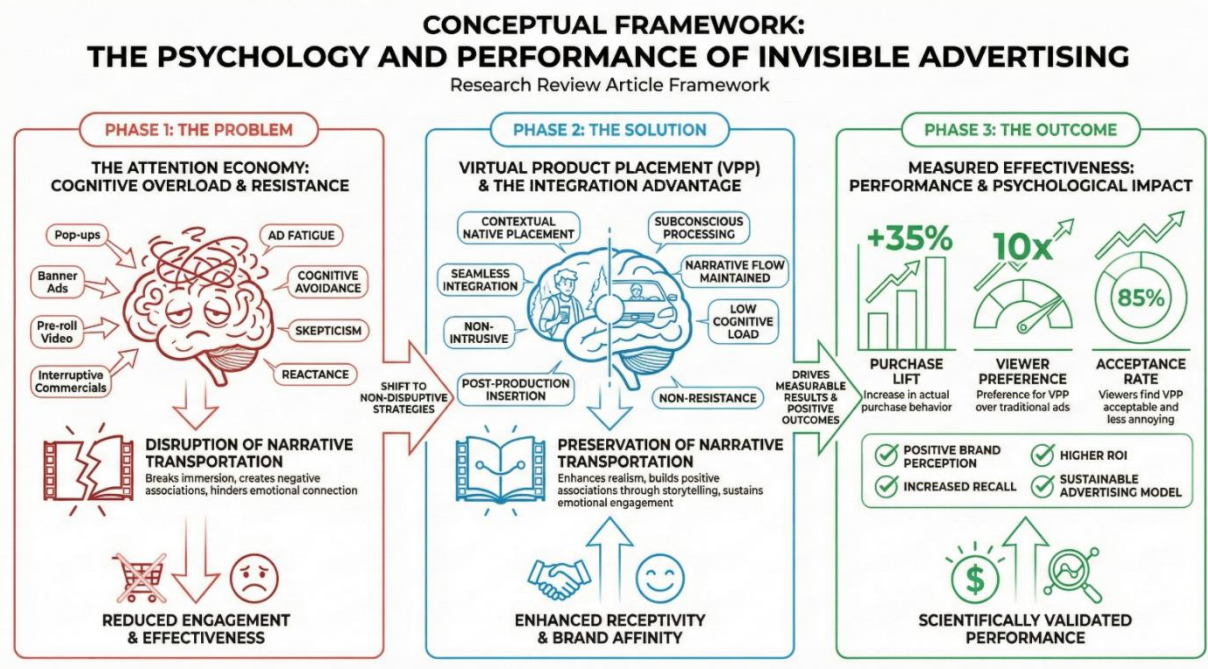 CONCEPTUAL FRAMEWORK:
THE PSYCHOLOGY AND PERFORMANCE OF INVISIBLE ADVERTISING
Research Review Article Framework
PHASE 1: THE PROBLEM
THE ATTENTION ECONOMY:
COGNITIVE OVERLOAD & RESISTANCE
Pop-ups
Banner
Ads
Pre-roll
Video
Interruptive
Commercials
AD FATIGUE
COGNITIVE
AVOIDANCE
SKEPTICISM
REACTANCE
DISRUPTION OF NARRATIVE
TRANSPORTATION
Breaks immersion, creates negative
associations, hinders emotional connection
REDUCED ENGAGEMENT
& EFFECTIVENESS
SHIFT TO
NON-DISRUPTIVE
STRATEGIES
PHASE 2: THE SOLUTION
VIRTUAL PRODUCT PLACEMENT (VPP)
& THE INTEGRATION ADVANTAGE
CONTEXTUAL
NATIVE PLACEMENT
SEAMLESS
INTEGRATION
NON-
INTRUSIVE
POST-PRODUCTION
INSERTION
SUBCONSCIOUS
PROCESSING
NARRATIVE FLOW
MAINTAINED
LOW
COGNITIVE
LOAD
NON-RESISTANCE
PRESERVATION OF NARRATIVE
TRANSPORTATION
Enhances realism, builds positive
associations through storytelling, sustains
emotional engagement
ENHANCED RECEPTIVITY
& BRAND AFFINITY
DRIVES
MEASURABLE
RESULTS &
POSITIVE
OUTCOMES
PHASE 3: THE OUTCOME
MEASURED EFFECTIVENESS:
PERFORMANCE & PSYCHOLOGICAL IMPACT
+35%
PURCHASE
LIFT
Increase in actual
purchase behavior
10x
VIEWER
PREFERENCE
Preference for VPP
over traditional ads
85%
ACCEPTANCE
RATE
Viewers find VPP
acceptable and
less annoying
POSITIVE BRAND
PERCEPTION
INCREASED RECALL
HIGHER ROI
SUSTAINABLE
ADVERTISING MODEL
$
SCIENTIFICALLY VALIDATED
PERFORMANCE